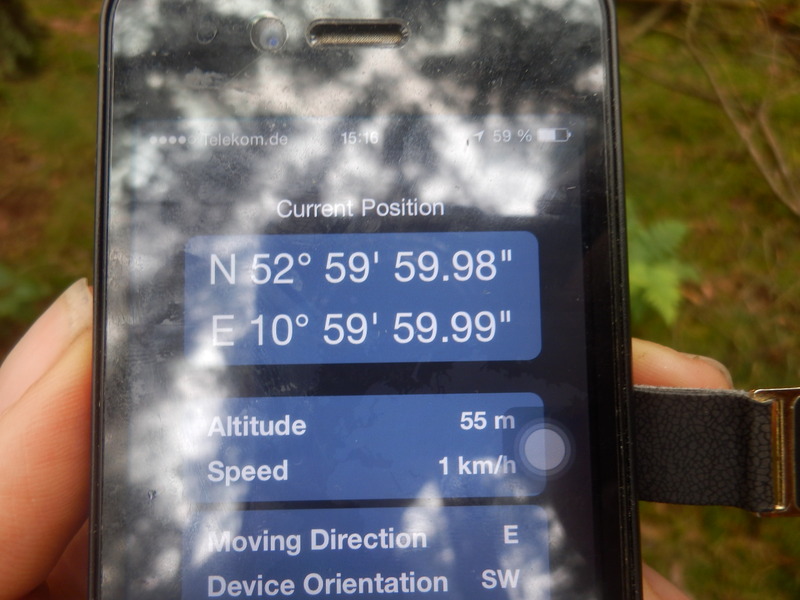 Telekom.de 15:16 59 %
Current Position
N 52° 59' 59.98"
E 10° 59' 59.99"
Altitude 55 m
Speed 1 km/h
Moving Direction E
Device Orientation SW